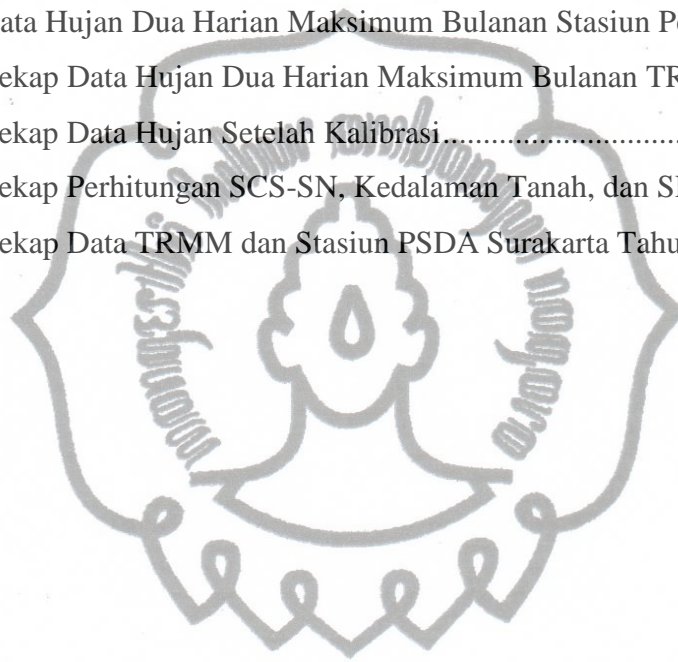 ata Hujan Dua Harian Maksimum Bulanan Stasiun P
ekap Data Hujan Dua Harian Maksimum Bulanan TR
ekap Data Hujan Setelah Kalibrasi..............................
ekap Perhitungan SCS-SN, Kedalaman Tanah, dan S
ekap Data TRMM dan Stasiun PSDA Surakarta Tahu